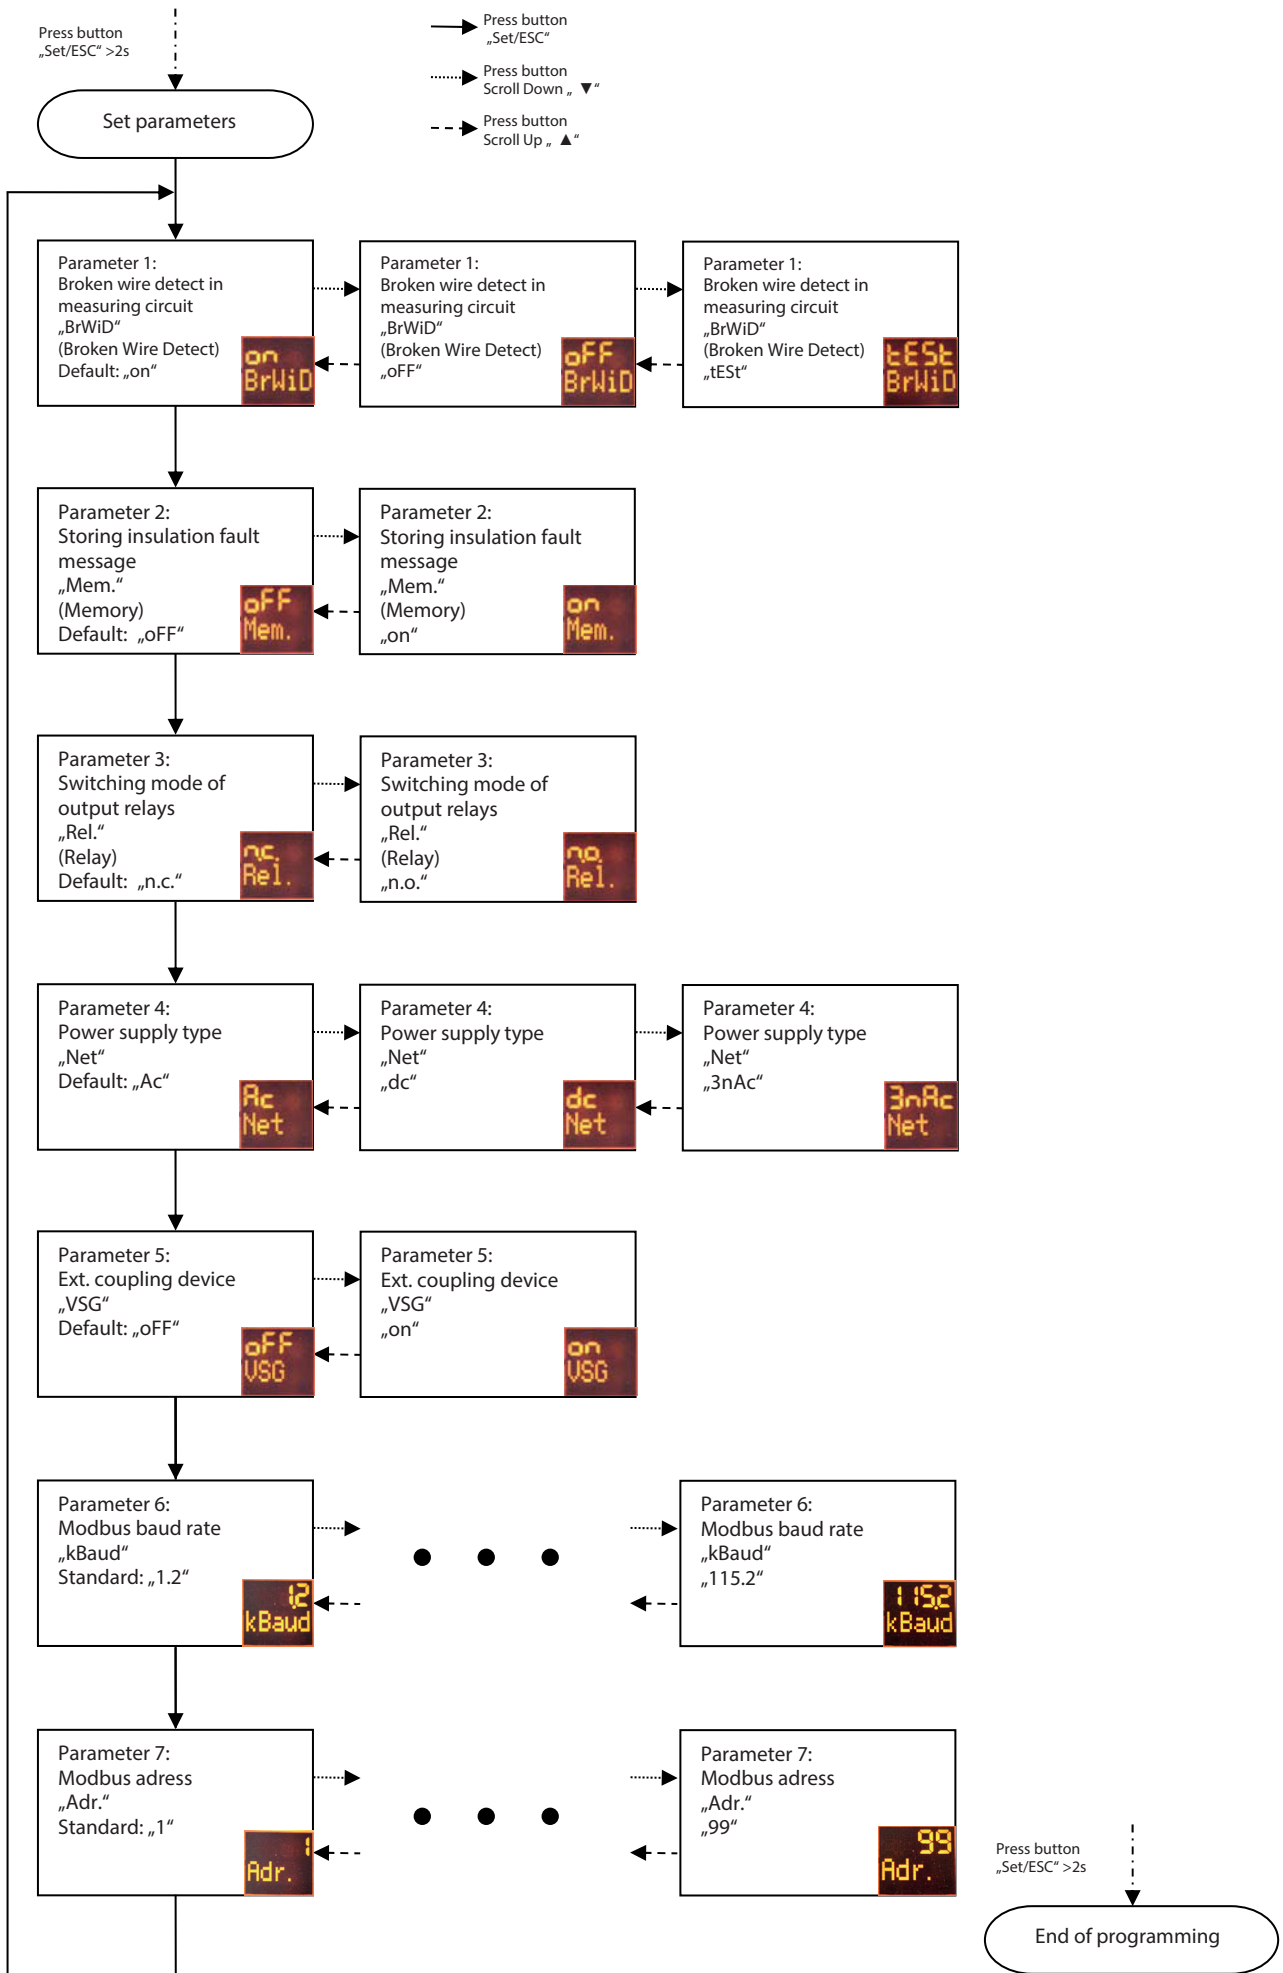 Press button
„Set/ESC“ >2s
Press button
„Set/ESC“
Press button
Scroll Down „ ▼“
Press button
Scroll Up „ ▲“
Set parameters
Parameter 1:
Broken wire detect in
measuring circuit
„BrWiD“
(Broken Wire Detect)
Default: „on“
on
BrWiD
Parameter 1:
Broken wire detect in
measuring circuit
„BrWiD“
(Broken Wire Detect)
„oFF“
oFF
BrWiD
Parameter 1:
Broken wire detect in
measuring circuit
„BrWiD“
(Broken Wire Detect)
„tESt“
tESt
BrWiD
Parameter 2:
Storing insulation fault
message
„Mem.“
(Memory)
Default: „oFF“
oFF
Mem.
Parameter 2:
Storing insulation fault
message
„Mem.“
(Memory)
„on“
on
Mem.
Parameter 3:
Switching mode of
output relays
„Rel.“
(Relay)
Default: „n.c.“
n.c.
Rel.
Parameter 3:
Switching mode of
output relays
„Rel.“
(Relay)
„n.o.“
n.o.
Rel.
Parameter 4:
Power supply type
„Net“
Default: „Ac“
Ac
Net
Parameter 4:
Power supply type
„Net“
„dc“
dc
Net
Parameter 4:
Power supply type
„Net“
„3nAc“
3nAc
Net
Parameter 5:
Ext. coupling device
„VSG“
Default: „oFF“
oFF
VSG
Parameter 5:
Ext. coupling device
„VSG“
„on“
on
VSG
Parameter 6:
Modbus baud rate
„kBaud“
Standard: „1.2“
1.2
kBaud
Parameter 6:
Modbus baud rate
„kBaud“
„115.2“
115.2
kBaud
Parameter 7:
Modbus adress
„Adr.“
Standard: „1“
1
Adr.
Parameter 7:
Modbus adress
„Adr.“
„99“
99
Adr.
Press button
„Set/ESC“ >2s
End of programming